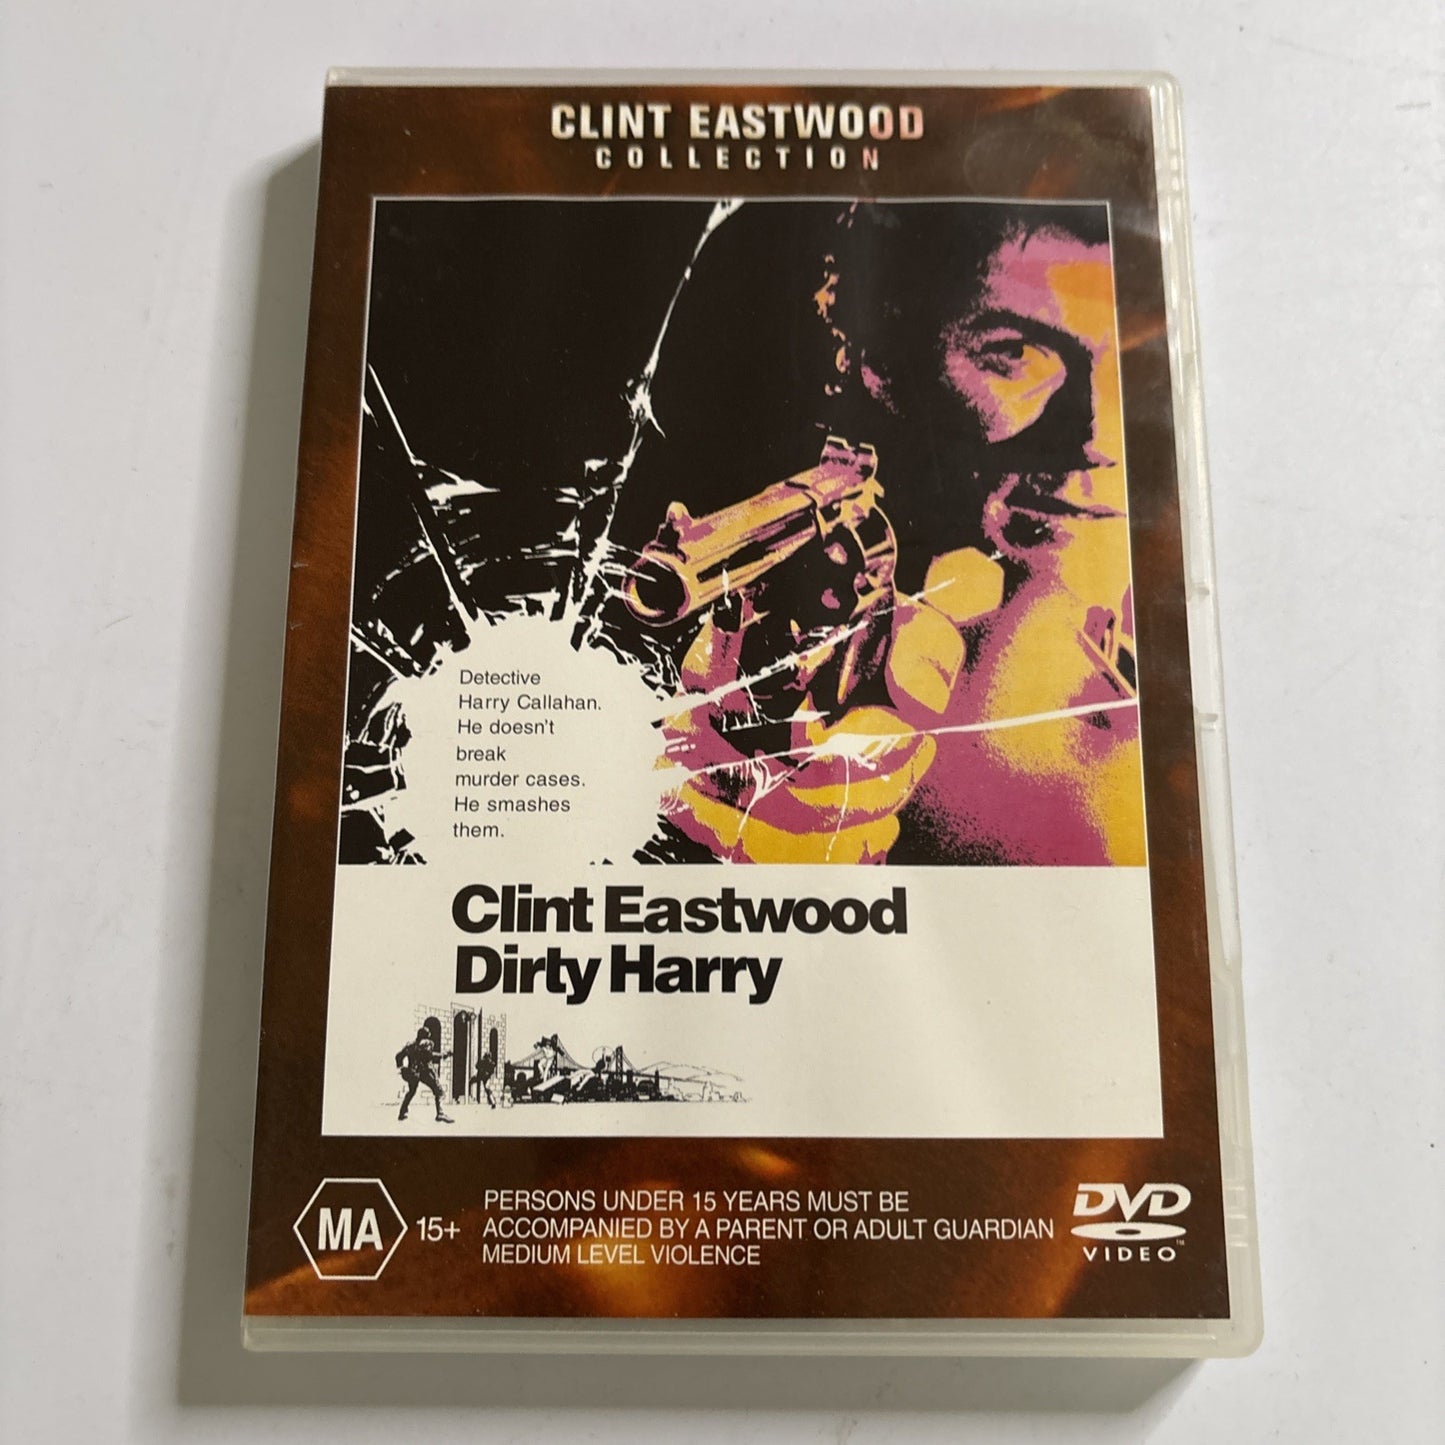 CLINT EASTWOOD
COLLECTION
Detective
Harry Callahan.
He doesn't
break
murder cases.
He smashes
them.
Clint Eastwood
Dirty Harry
MA 15+
PERSONS UNDER 15 YEARS MUST BE
ACCOMPANIED BY A PARENT OR ADULT GUARDIAN
MEDIUM LEVEL VIOLENCE
DVD
VIDEO™